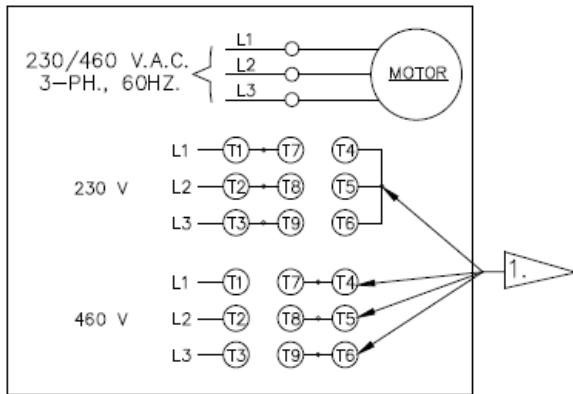 L1
230/460 V.A.C.
L2
MOTOR
3-PH., 60HZ.
L3
L1 T1 T7 T4
230 V
L2 T2 T8 T5
L3 T3 T9 T6
1.
L1 T1 T7 T4
460 V
L2 T2 T8 T5
L3 T3 T9 T6